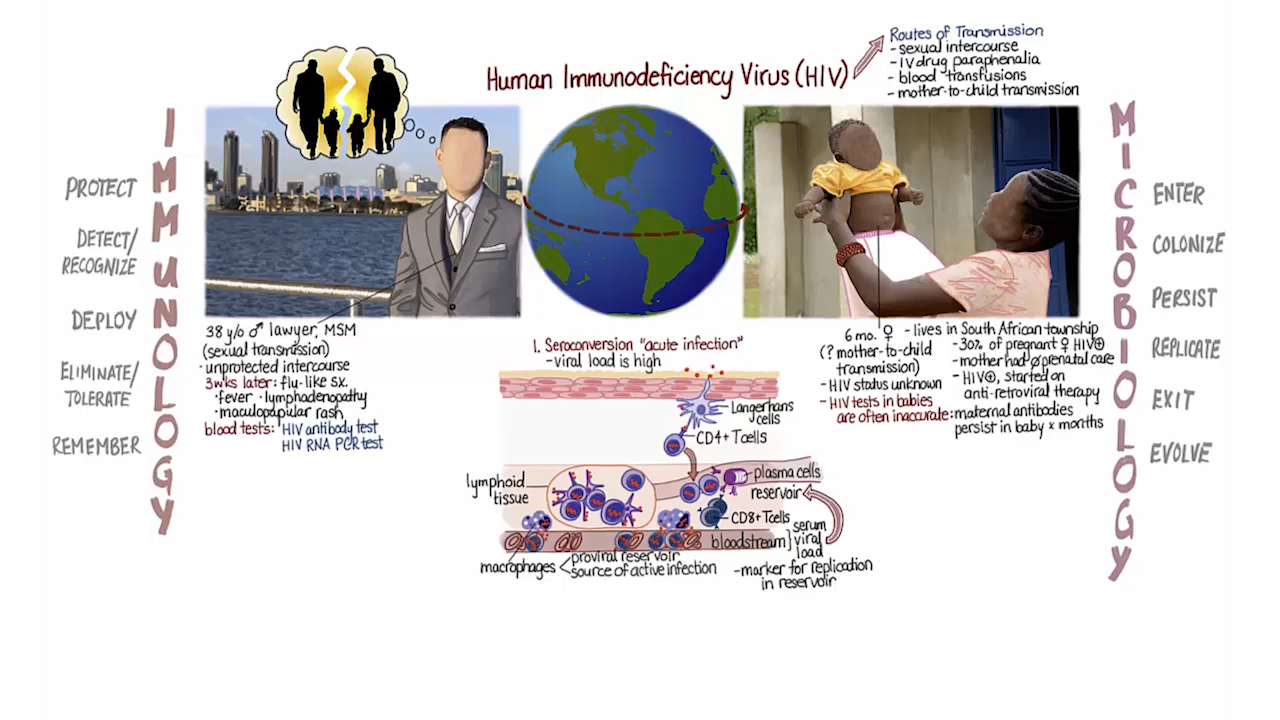 Human Immunodeficiency Virus (HIV)
Routes of Transmission
- sexual intercourse
- IV drug paraphenalia
- blood transfusions
- mother-to-child transmission
IMMUNOLOGY
PROTECT
DETECT/
RECOGNIZE
DEPLOY
ELIMINATE/
TOLERATE
REMEMBER
38 y/o ♂ lawyer, MSM
(sexual transmission)
· unprotected intercourse
3wks later: flu-like sx.
· fever · lymphadenopathy
· maculopapular rash
blood tests: HIV antibody test
HIV RNA PCR test
1. Seroconversion "acute infection"
- viral load is high
Langerhans
cells
CD4+ T cells
lymphoid
tissue
plasma cells
reservoir
CD8+ T cells
bloodstream} serum
viral
load
macrophages < proviral reservoir
source of active infection
- marker for replication
in reservoir
6 mo. ♀
(? mother-to-child
transmission)
- HIV status unknown
- HIV tests in babies
are often inaccurate: maternal antibodies
persist in baby x months
- lives in South African township
- 30% of pregnant ♀ HIV⊕
- mother had ∅ prenatal care
- HIV⊕, started on
anti-retroviral therapy
MICROBIOLOGY
ENTER
COLONIZE
PERSIST
REPLICATE
EXIT
EVOLVE